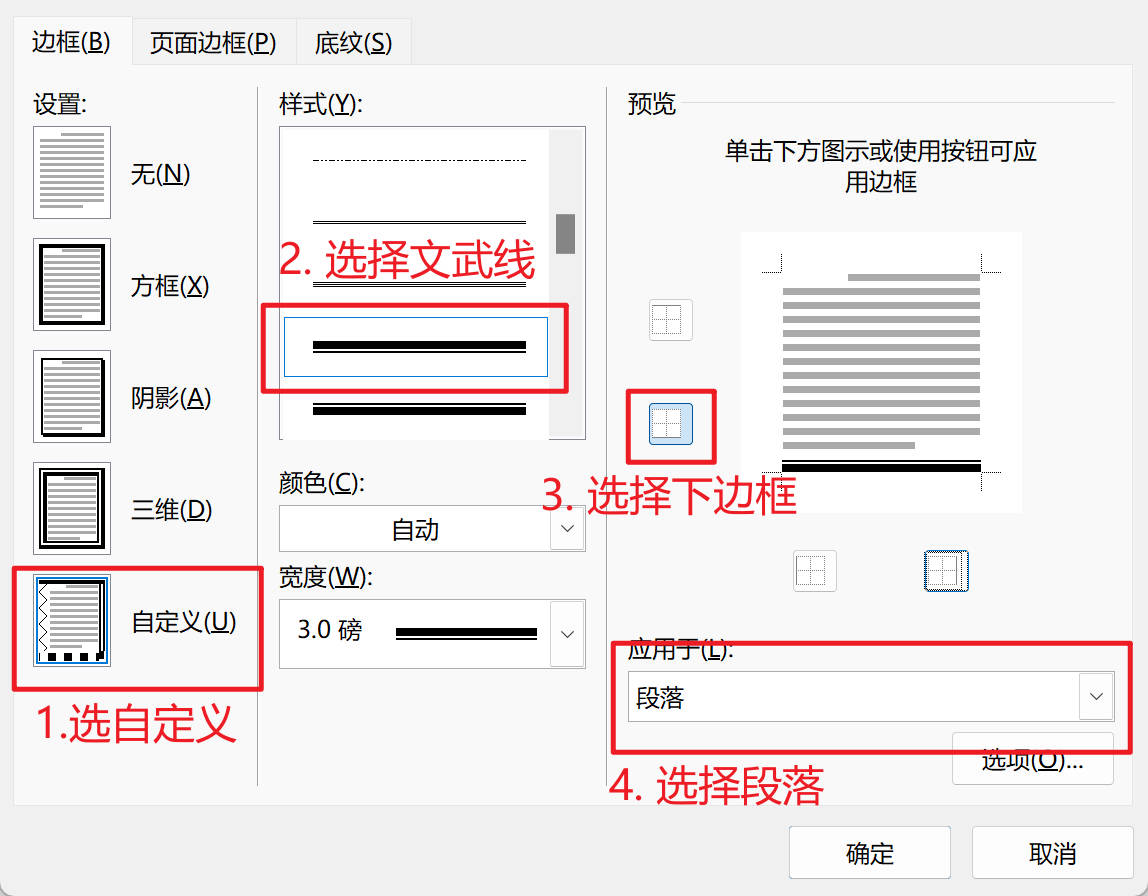 边框(B)
页面边框(P)
底纹(S)
设置:
无(N)
方框(X)
阴影(A)
三维(D)
自定义(U)
1.选自定义
样式(Y):
2. 选择文武线
颜色(C):
自动
宽度(W):
3.0 磅
预览
单击下方图示或使用按钮可应
用边框
3. 选择下边框
应用于(L):
段落
选项(O)...
4. 选择段落
确定
取消